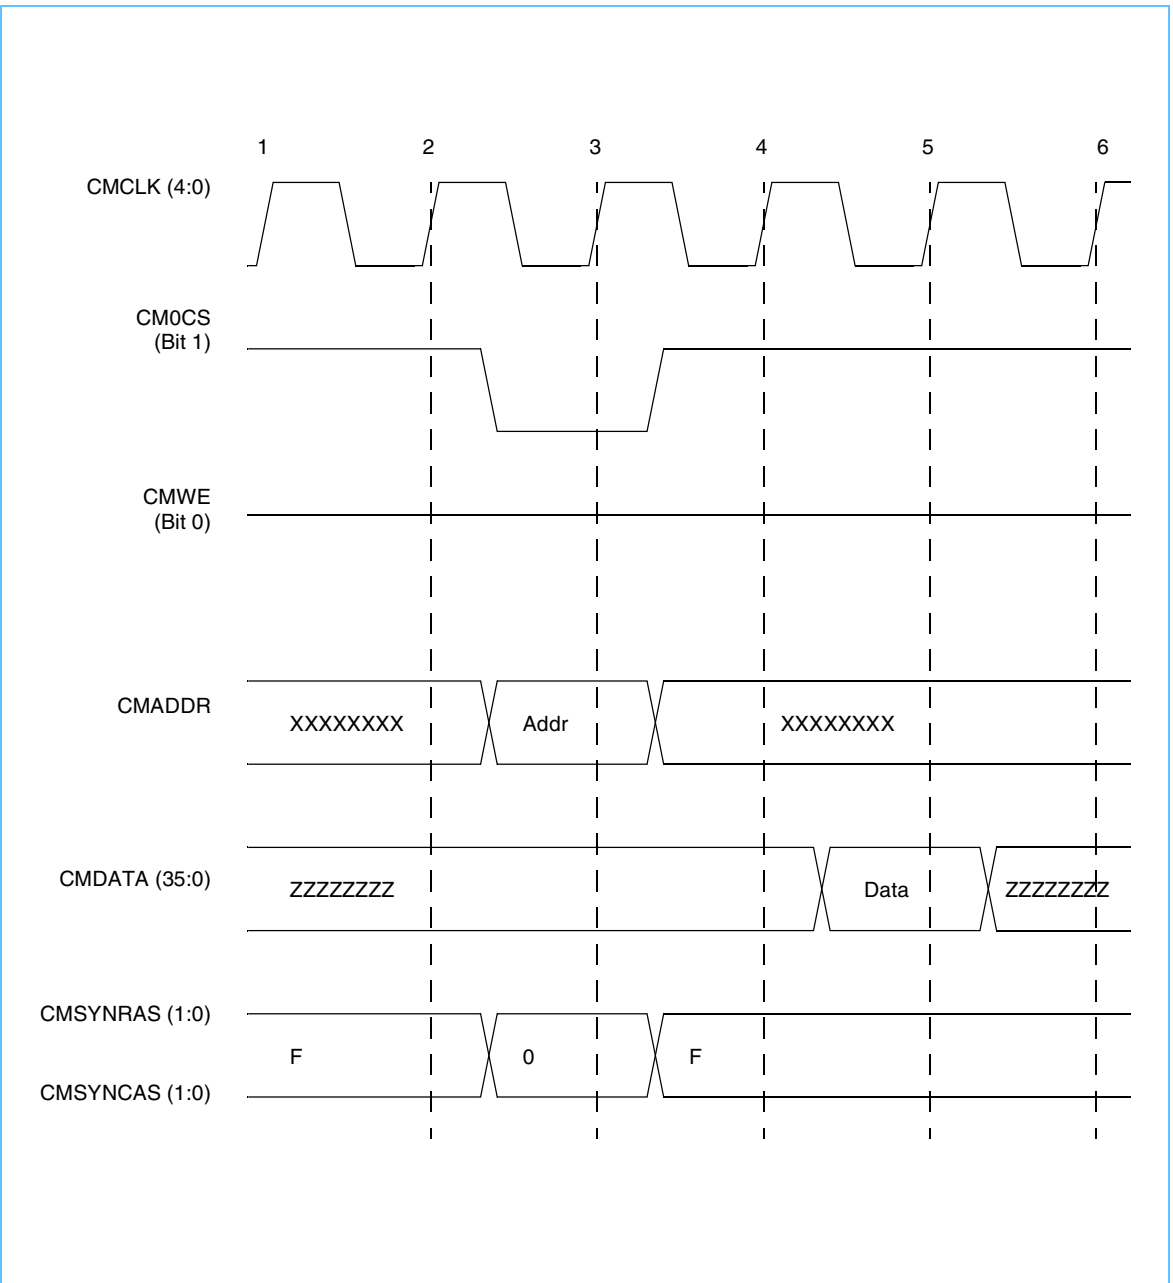 1 2 3 4 5 6
CMCLK (4:0)
CM0CS
(Bit 1)
CMWE
(Bit 0)
CMADDR
XXXXXXXX Addr XXXXXXXX
CMDATA (35:0)
ZZZZZZZZ Data ZZZZZZZZ
CMSYNRAS (1:0)
F 0 F
CMSYNCAS (1:0)